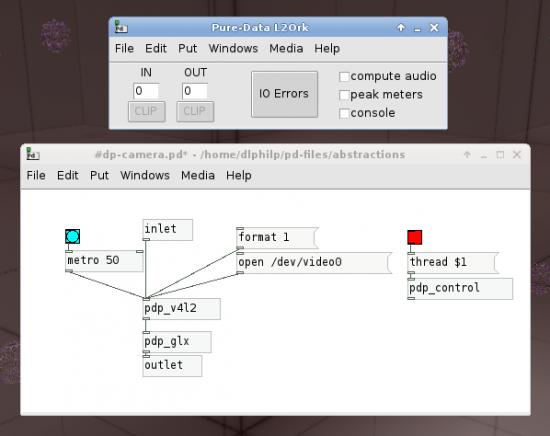 Pure-Data L2Ork
File Edit Put Windows Media Help
IN OUT
0 0
CLIP CLIP
IO Errors
compute audio
peak meters
console
#dp-camera.pd* - /home/dlphilp/pd-files/abstractions
File Edit Put Windows Media Help
inlet
format 1
metro 50
open /dev/video0
thread $1
pdp_control
pdp_v4l2
pdp_glx
outlet